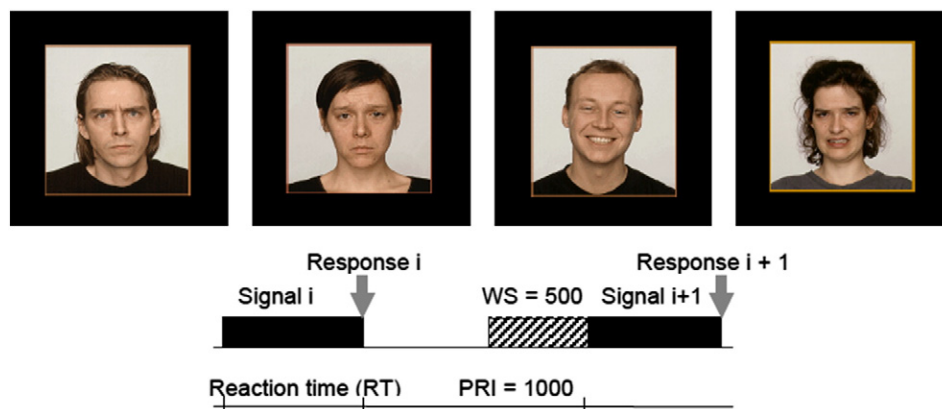 Response i
Response i + 1
Signal i
WS = 500
Signal i+1
Reaction time (RT)
PRI = 1000